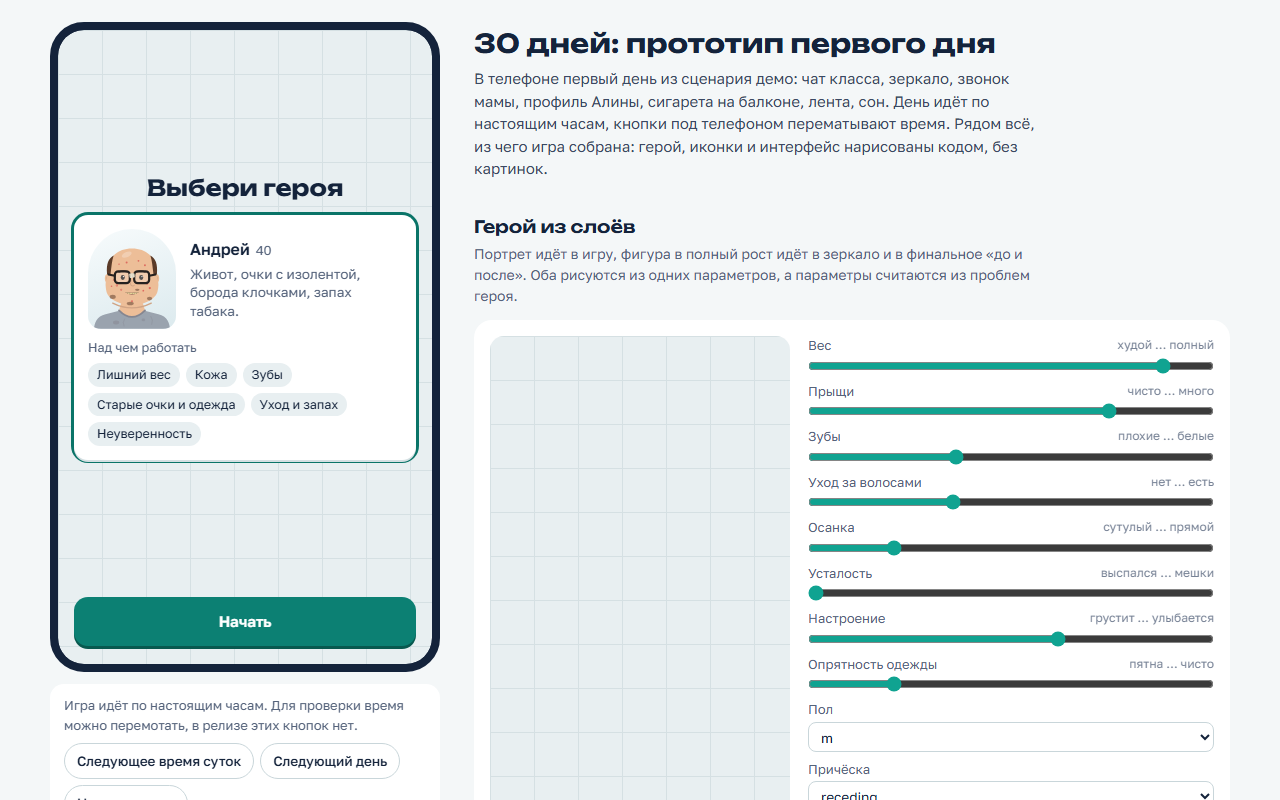 Выбери героя
Андрей 40
Живот, очки с изолентой,
борода клочками, запах
табака.
Над чем работать
Лишний вес
Кожа
Зубы
Старые очки и одежда
Уход и запах
Неуверенность
Начать
Игра идёт по настоящим часам. Для проверки время
можно перемотать, в релизе этих кнопок нет.
Следующее время суток
Следующий день
30 дней: прототип первого дня
В телефоне первый день из сценария демо: чат класса, зеркало, звонок
мамы, профиль Алины, сигарета на балконе, лента, сон. День идёт по
настоящим часам, кнопки под телефоном перематывают время. Рядом всё,
из чего игра собрана: герой, иконки и интерфейс нарисованы кодом, без
картинок.
Герой из слоёв
Портрет идёт в игру, фигура в полный рост идёт в зеркало и в финальное «до и
после». Оба рисуются из одних параметров, а параметры считаются из проблем
героя.
Вес худой ... полный
Прыщи чисто ... много
Зубы плохие ... белые
Уход за волосами нет ... есть
Осанка сутулый ... прямой
Усталость выспался ... мешки
Настроение грустит ... улыбается
Опрятность одежды пятна ... чисто
Пол
m
Причёска
receding